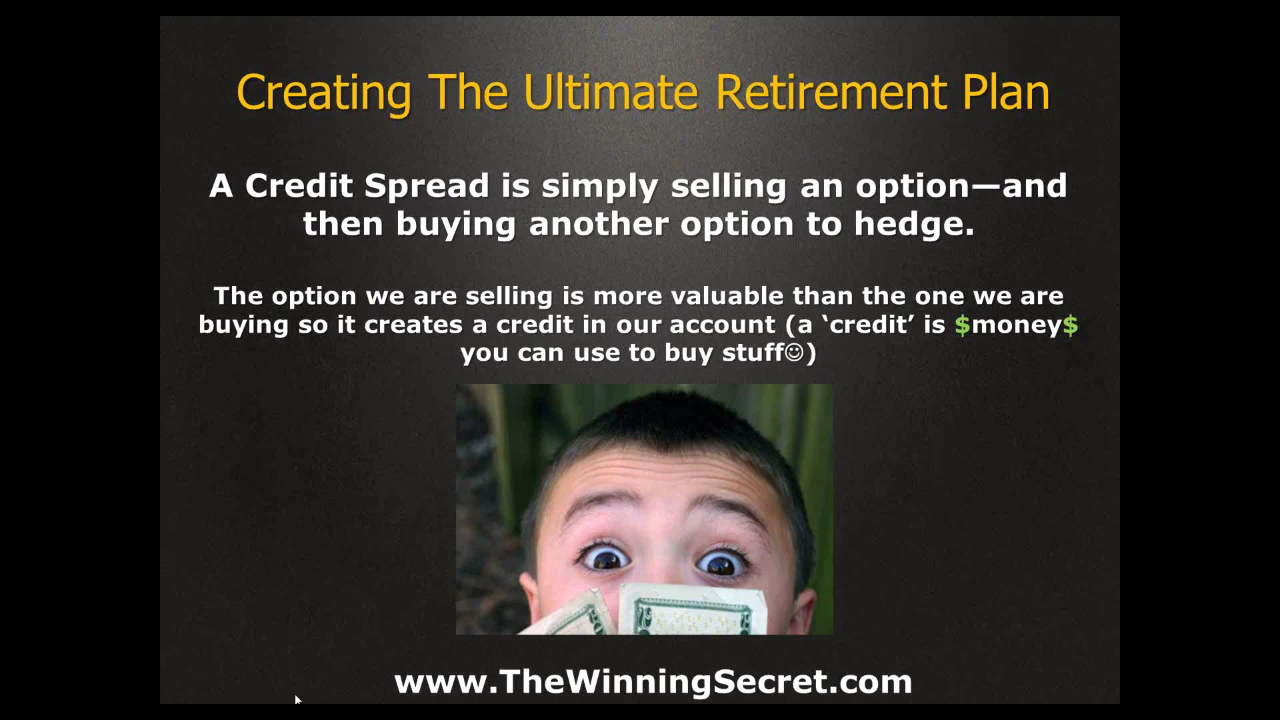 Creating The Ultimate Retirement Plan
A Credit Spread is simply selling an option—and
then buying another option to hedge.
The option we are selling is more valuable than the one we are
buying so it creates a credit in our account (a ‘credit’ is $money$
you can use to buy stuff☺)
www.TheWinningSecret.com